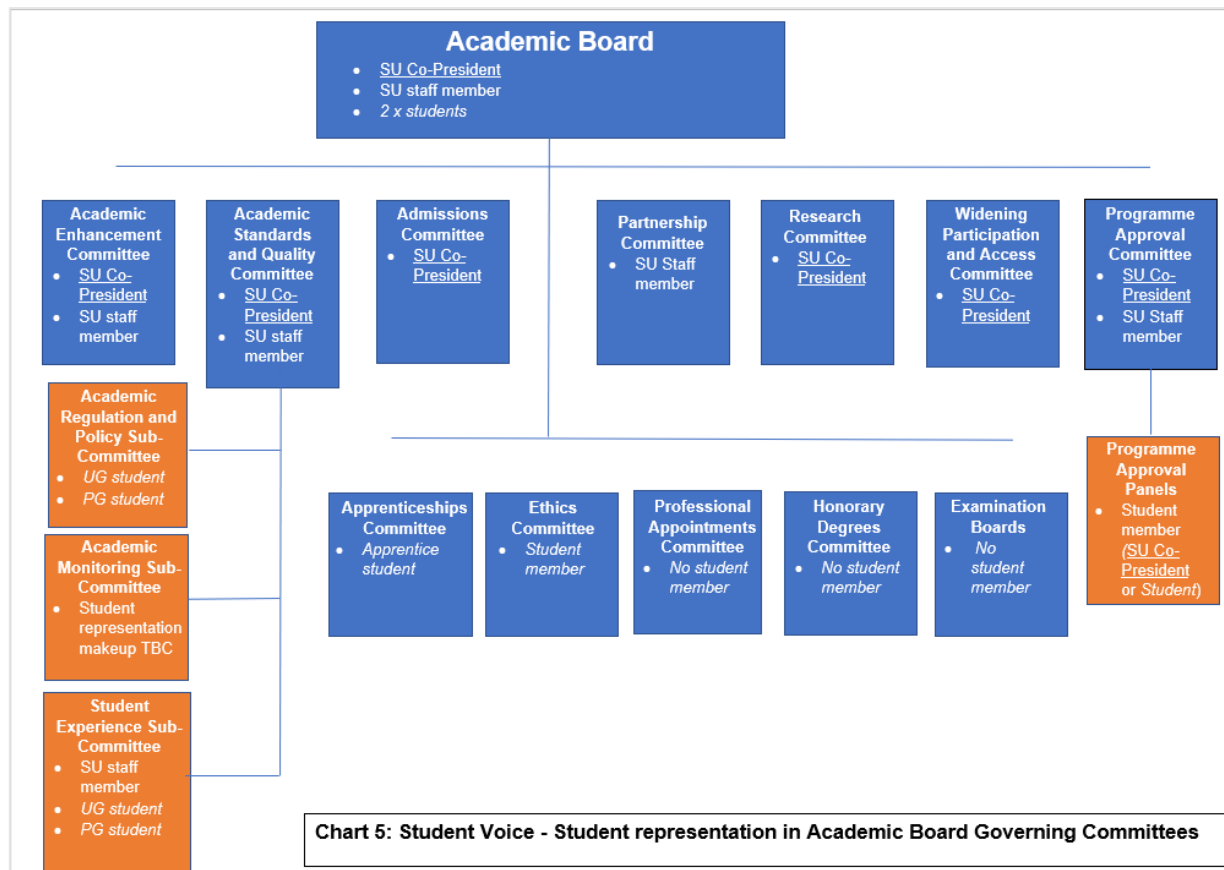 Academic Board
• SU Co-President
• SU staff member
• 2 x students
Academic
Enhancement
Committee
• SU Co-
President
• SU staff
member
Academic
Standards
and Quality
Committee
• SU Co-
President
• SU staff
member
Admissions
Committee
• SU Co-
President
Partnership
Committee
• SU Staff
member
Research
Committee
• SU Co-
President
Widening
Participation
and Access
Committee
• SU Co-
President
Programme
Approval
Committee
• SU Co-
President
• SU Staff
member
Academic
Regulation and
Policy Sub-
Committee
• UG student
• PG student
Academic
Monitoring Sub-
Committee
• Student
representation
makeup TBC
Student
Experience Sub-
Committee
• SU staff
member
• UG student
• PG student
Apprenticeships
Committee
• Apprentice
student
Ethics
Committee
• Student
member
Professional
Appointments
Committee
• No student
member
Honorary
Degrees
Committee
• No student
member
Examination
Boards
• No
student
member
Programme
Approval
Panels
• Student
member
(SU Co-
President
or Student)
Chart 5: Student Voice - Student representation in Academic Board Governing Committees